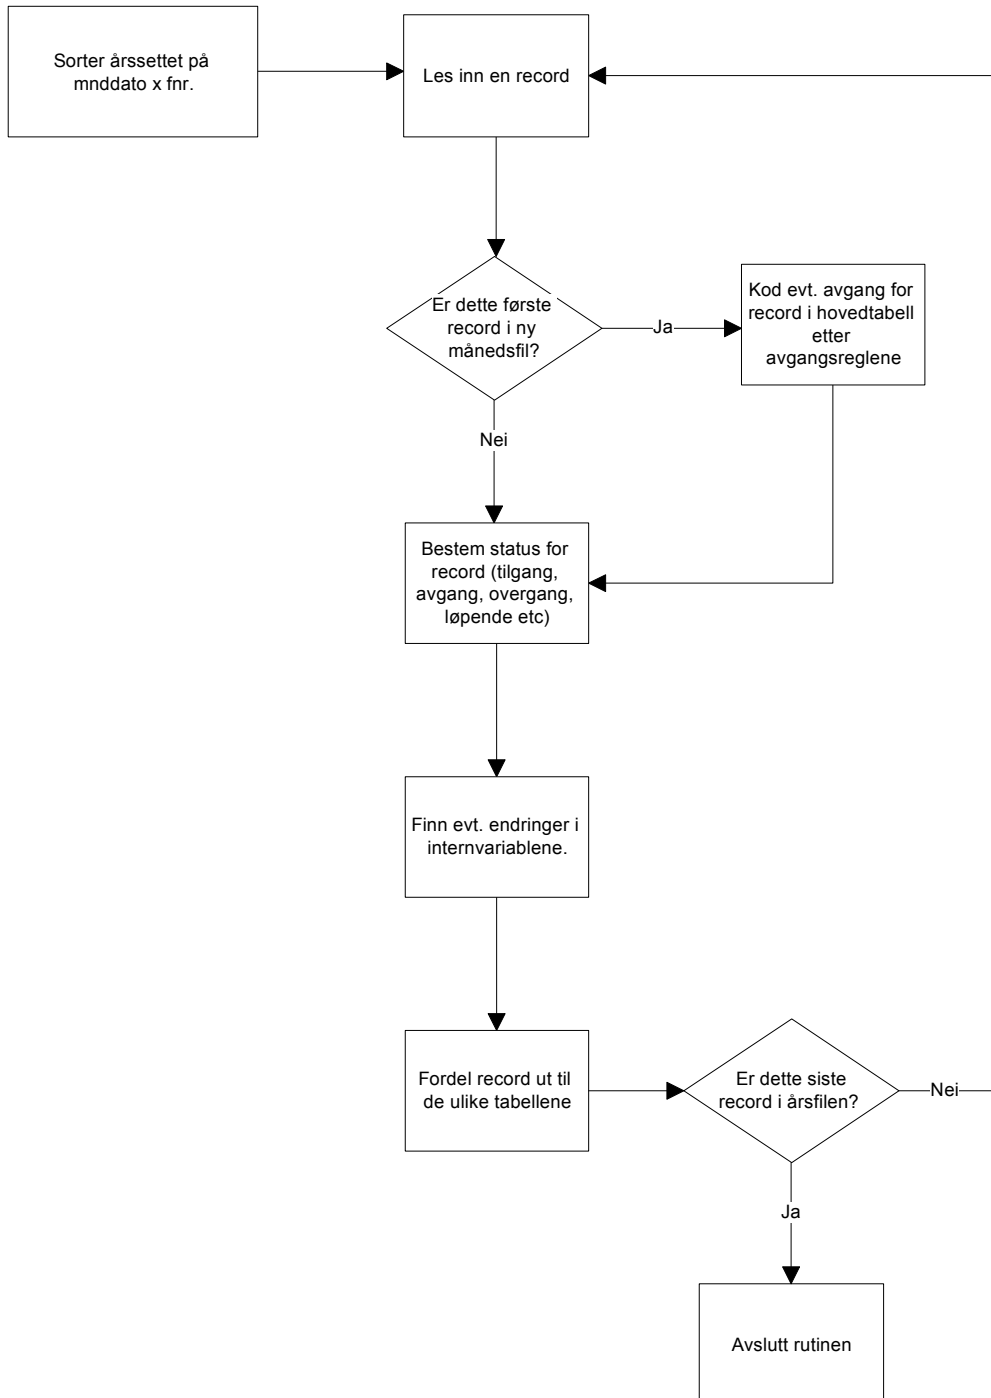 Sorter årssettet på
mnddato x fnr.
Les inn en record
Er dette første
record i ny
månedsfil?
Ja
Kod evt. avgang for
record i hovedtabell
etter
avgangsreglene
Nei
Bestem status for
record (tilgang,
avgang, overgang,
løpende etc)
Finn evt. endringer i
internvariablene.
Fordel record ut til
de ulike tabellene
Er dette siste
record i årsfilen?
Nei
Ja
Avslutt rutinen